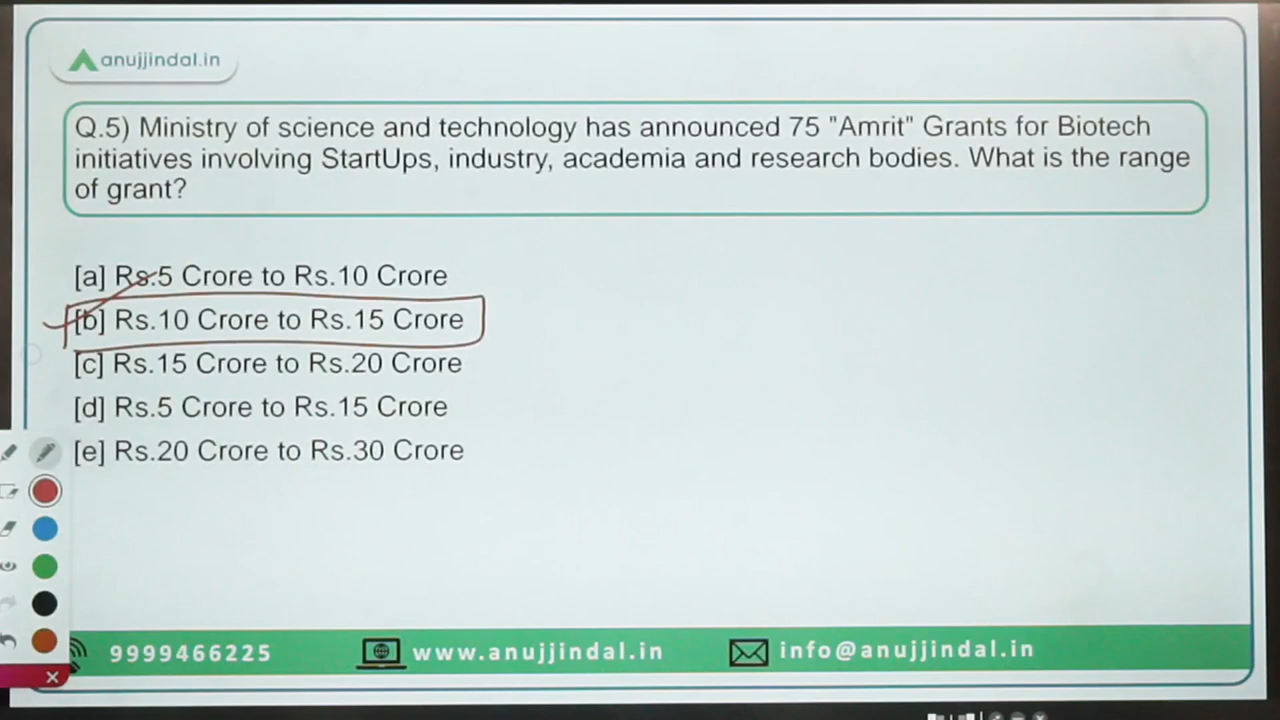 anujjindal.in
Q.5) Ministry of science and technology has announced 75 "Amrit" Grants for Biotech
initiatives involving StartUps, industry, academia and research bodies. What is the range
of grant?
[a] Rs.5 Crore to Rs.10 Crore
[b] Rs.10 Crore to Rs.15 Crore
[c] Rs.15 Crore to Rs.20 Crore
[d] Rs.5 Crore to Rs.15 Crore
[e] Rs.20 Crore to Rs.30 Crore
9999466225 www.anujjindal.in info@anujjindal.in